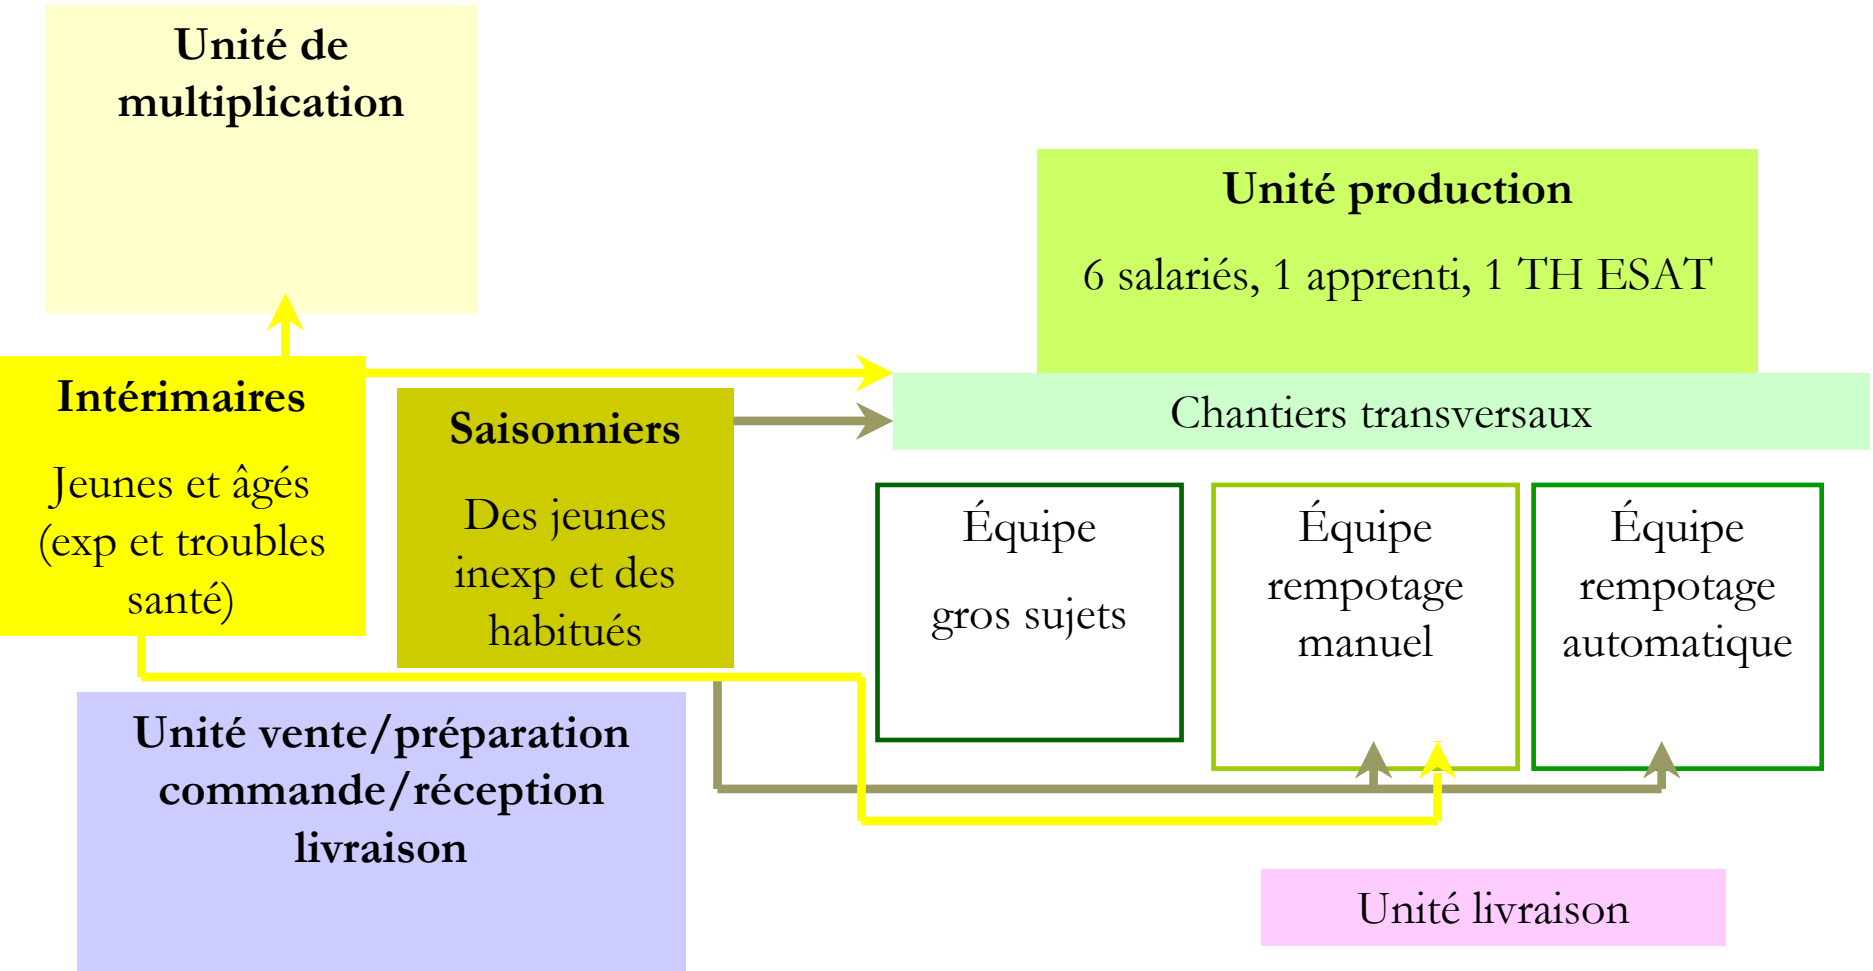 Unité de
multiplication
Unité production
6 salariés, 1 apprenti, 1 TH ESAT
Intérimaires
Jeunes et âgés
(exp et troubles
santé)
Saisonniers
Des jeunes
inexp et des
habitués
Chantiers transversaux
Équipe
gros sujets
Équipe
rempotage
manuel
Équipe
rempotage
automatique
Unité vente/préparation
commande/réception
livraison
Unité livraison